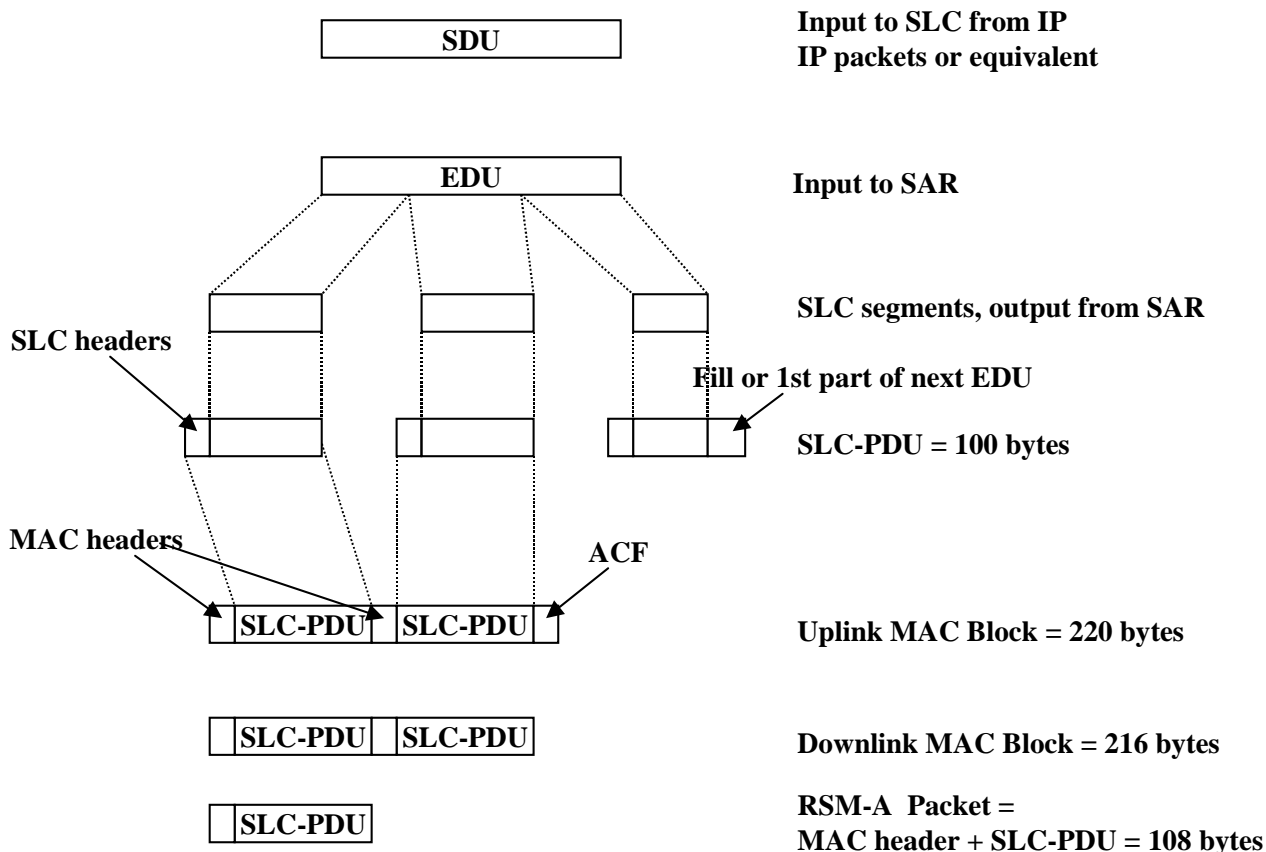 SDU
Input to SLC from IP
IP packets or equivalent
EDU
Input to SAR
SLC segments, output from SAR
SLC headers
Fill or 1st part of next EDU
SLC-PDU = 100 bytes
MAC headers
ACF
SLC-PDU SLC-PDU
Uplink MAC Block = 220 bytes
SLC-PDU SLC-PDU
Downlink MAC Block = 216 bytes
SLC-PDU
RSM-A Packet =
MAC header + SLC-PDU = 108 bytes